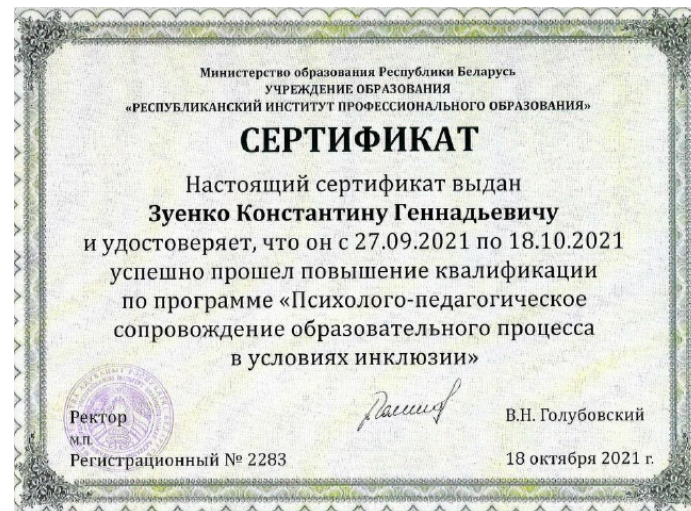 Министерство образования Республики Беларусь
УЧРЕЖДЕНИЕ ОБРАЗОВАНИЯ
«РЕСПУБЛИКАНСКИЙ ИНСТИТУТ ПРОФЕССИОНАЛЬНОГО ОБРАЗОВАНИЯ»
СЕРТИФИКАТ
Настоящий сертификат выдан
Зуенко Константину Геннадьевичу
и удостоверяет, что он с 27.09.2021 по 18.10.2021
успешно прошел повышение квалификации
по программе «Психолого-педагогическое
сопровождение образовательного процесса
в условиях инклюзии»
Ректор
В.Н. Голубовский
м.п.
Регистрационный № 2283
18 октября 2021 г.